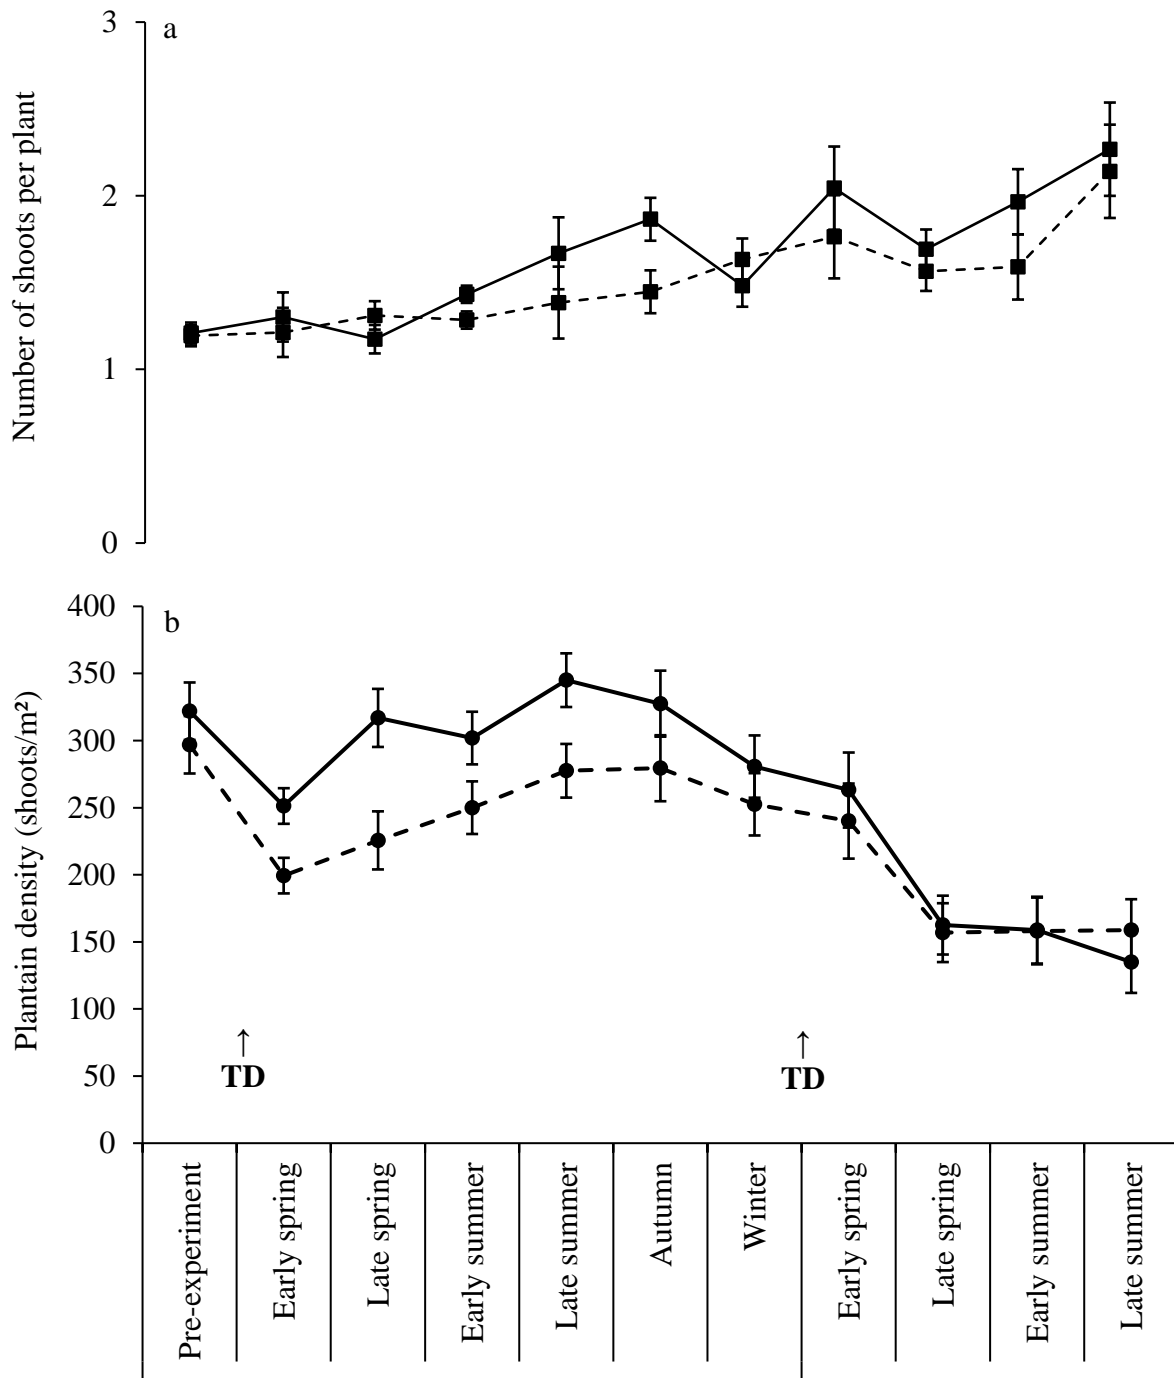 a
3
2
1
0
Number of shoots per plant
b
400
350
300
250
200
150
100
50
0
Plantain density (shoots/m²)
↑
TD
↑
TD
Pre-experiment
Early spring
Late spring
Early summer
Late summer
Autumn
Winter
Early spring
Late spring
Early summer
Late summer